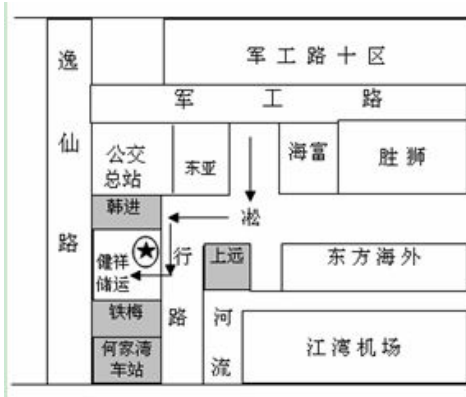 军工路十区
逸仙路
军工路
公交
总站
东亚
海富
胜狮
韩进
凇行路
健祥
储运
上远
东方海外
铁梅
河流
江湾机场
何家湾
车站